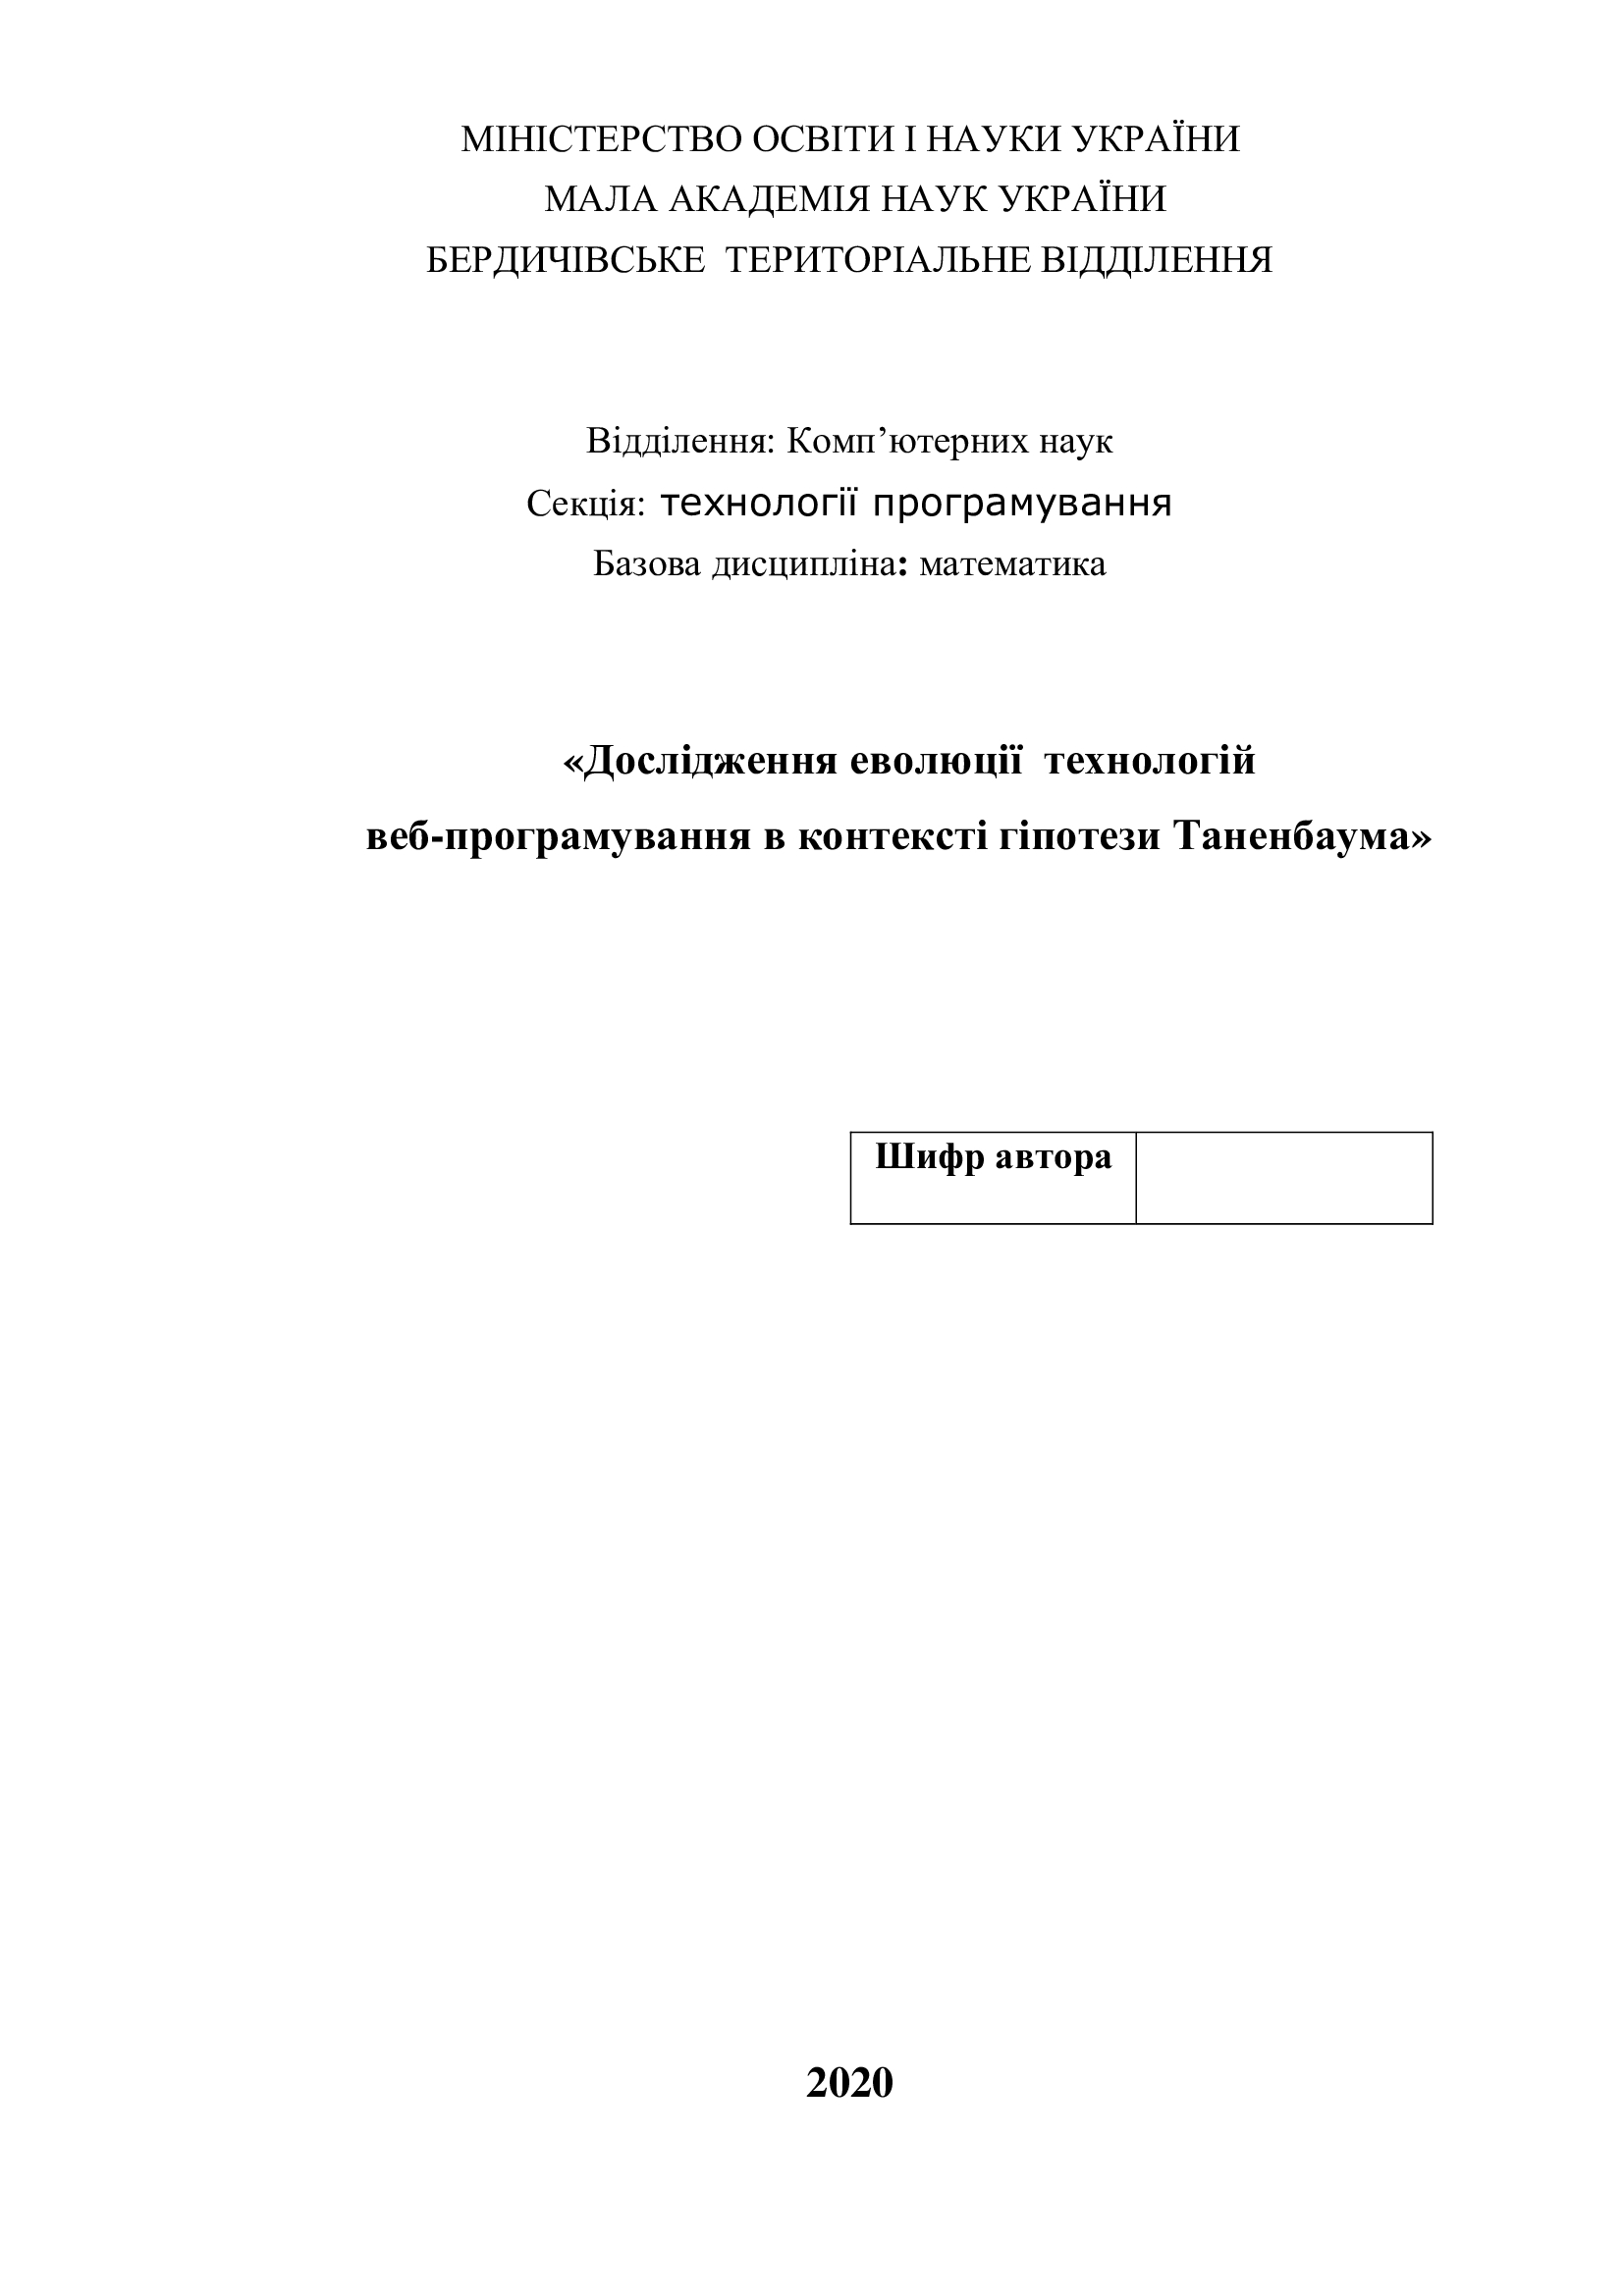 МІНІСТЕРСТВО ОСВІТИ І НАУКИ УКРАЇНИ
МАЛА АКАДЕМІЯ НАУК УКРАЇНИ
БЕРДИЧІВСЬКЕ  ТЕРИТОРІАЛЬНЕ ВІДДІЛЕННЯ
Відділення: Комп’ютерних наук
Секція: технології програмування
Базова дисципліна: математика
«Дослідження еволюції  технологій
веб-програмування в контексті гіпотези Таненбаума»
Шифр автора
2020